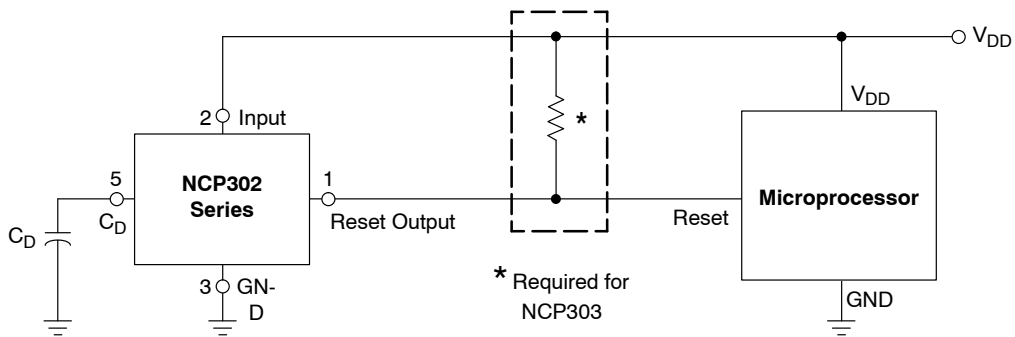 V_DD
V_DD
2 Input
*
5
NCP302
Series
1
Microprocessor
C_D
C_D
Reset Output
Reset
3 GN-
D
* Required for
NCP303
GND